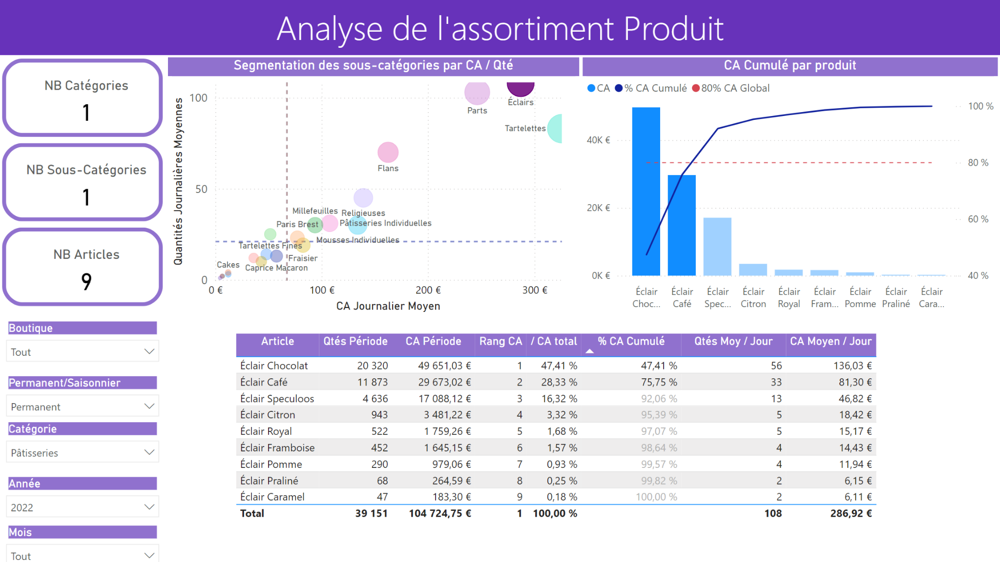 Analyse de l'assortiment Produit
NB Catégories
1
NB Sous-Catégories
1
NB Articles
9
Boutique
Tout
Permanent/Saisonnier
Permanent
Catégorie
Pâtisseries
Année
2022
Mois
Tout
Segmentation des sous-catégories par CA / Qté
Quantités Journalières Moyennes
100
50
0
Parts
Éclairs
Tartelettes
Flans
Millefeuilles
Religieuses
Paris Brest
Pâtisseries Individuelles
Mousses Individuelles
Tartelettes Fines
Fraisier
Cakes
Caprice Macaron
0 € 100 € 200 € 300 €
CA Journalier Moyen
CA Cumulé par produit
CA % CA Cumulé 80% CA Global
40K €
20K €
0K €
100 %
80 %
60 %
40 %
Éclair Éclair Éclair Éclair Éclair Éclair Éclair Éclair Éclair
Choc... Café Spec... Citron Royal Fram... Pomme Praliné Cara...
Article Qtés Période CA Période Rang CA / CA total % CA Cumulé Qtés Moy / Jour CA Moyen / Jour
Éclair Chocolat 20 320 49 651,03 € 1 47,41 % 47,41 % 56 136,03 €
Éclair Café 11 873 29 673,02 € 2 28,33 % 75,75 % 33 81,30 €
Éclair Speculoos 4 636 17 088,12 € 3 16,32 % 92,06 % 13 46,82 €
Éclair Citron 943 3 481,22 € 4 3,32 % 95,39 % 5 18,42 €
Éclair Royal 522 1 759,26 € 5 1,68 % 97,07 % 5 15,17 €
Éclair Framboise 452 1 645,15 € 6 1,57 % 98,64 % 4 14,43 €
Éclair Pomme 290 979,06 € 7 0,93 % 99,57 % 4 11,94 €
Éclair Praliné 68 264,59 € 8 0,25 % 99,82 % 2 6,15 €
Éclair Caramel 47 183,30 € 9 0,18 % 100,00 % 2 6,11 €
Total 39 151 104 724,75 € 1 100,00 % 108 286,92 €